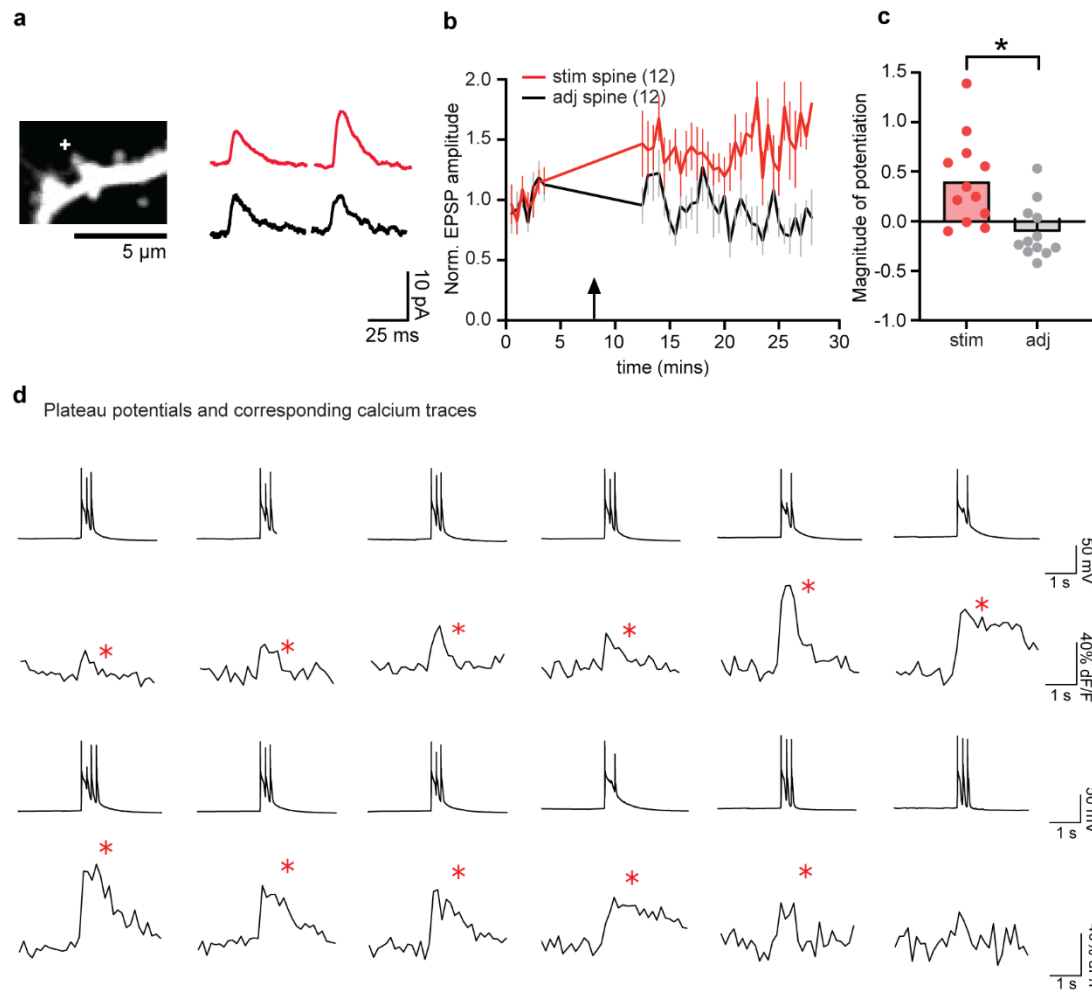 a
5 µm
10 pA
25 ms
b
stim spine (12)
adj spine (12)
Norm. EPSP amplitude
2.0
1.5
1.0
0.5
0.0
0 5 10 15 20 25 30
time (mins)
c
*
Magnitude of potentiation
1.5
1.0
0.5
0.0
-0.5
-1.0
stim adj
d
Plateau potentials and corresponding calcium traces
50 mV
1 s
* * * * * *
40% dF/F
1 s
mV
1 s
* * * * *
1 s